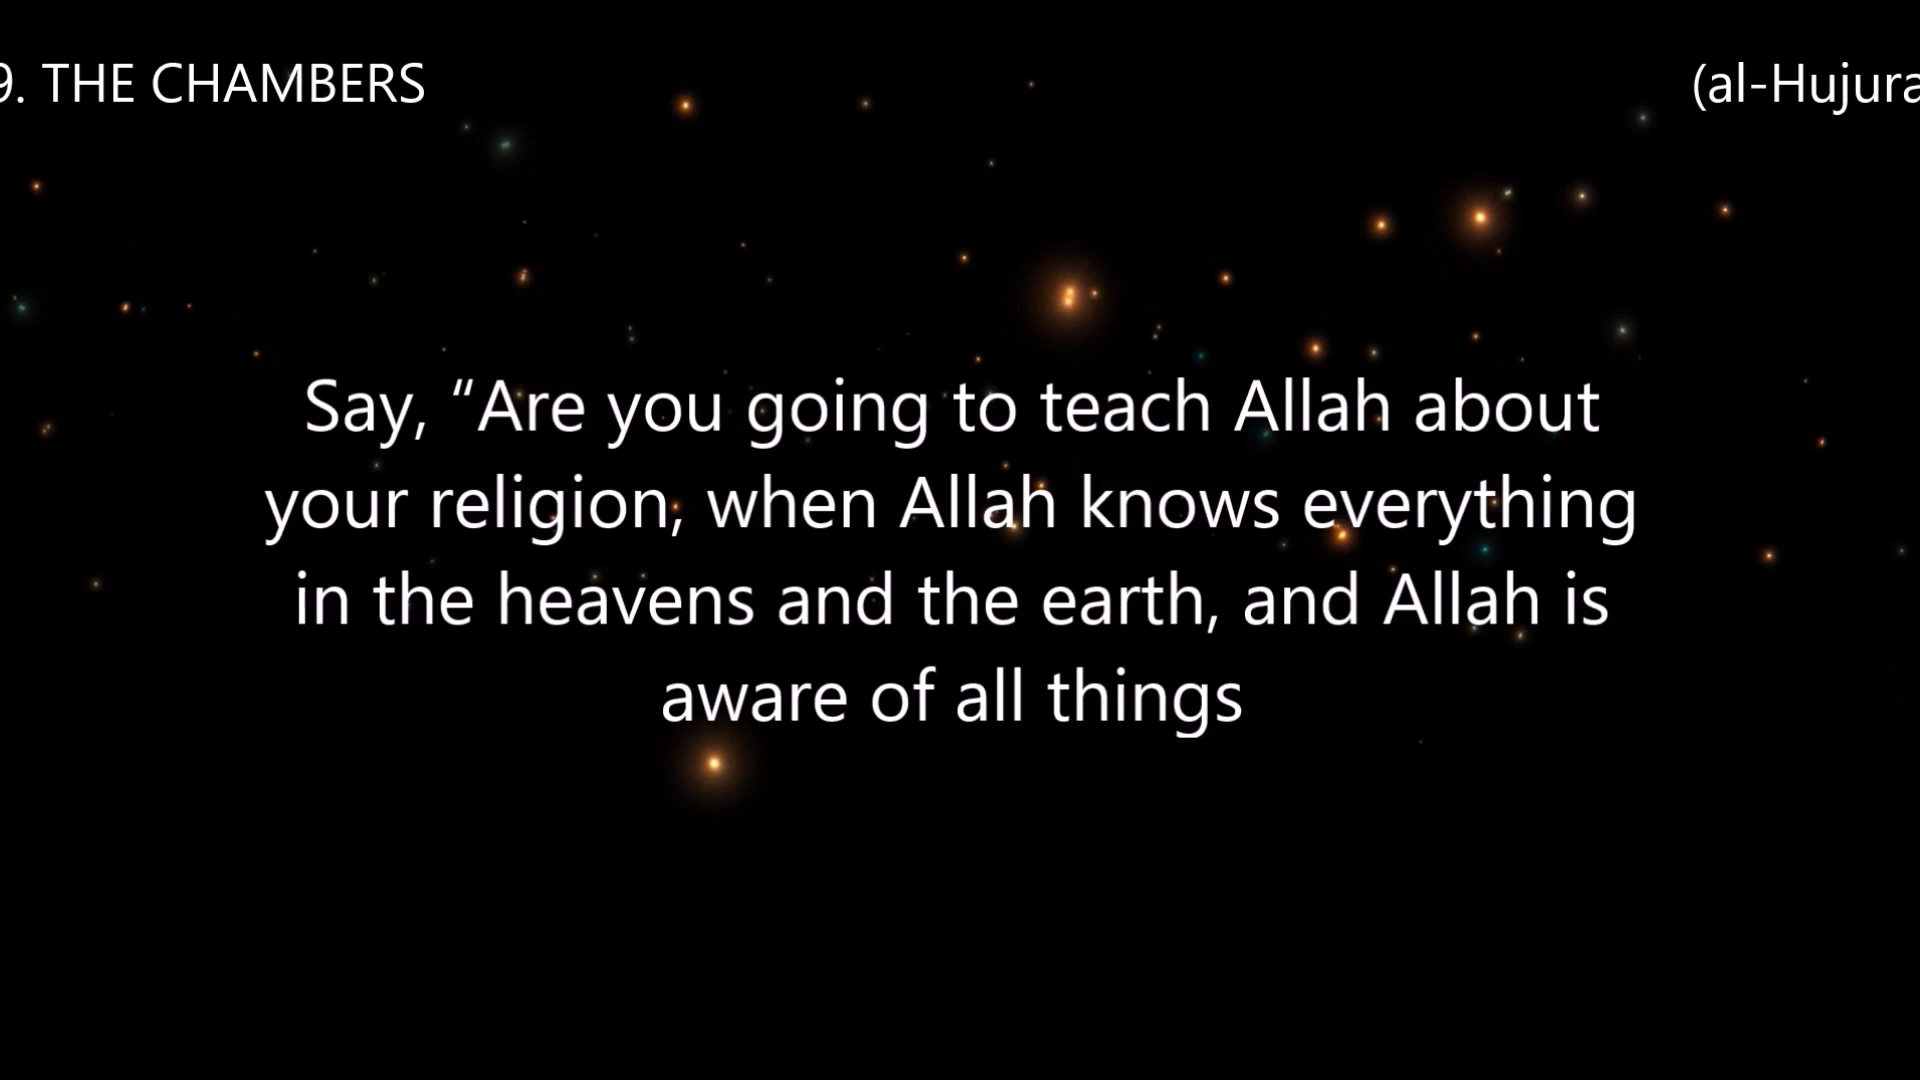 9. THE CHAMBERS (al-Hujura
Say, “Are you going to teach Allah about
your religion, when Allah knows everything
in the heavens and the earth, and Allah is
aware of all things